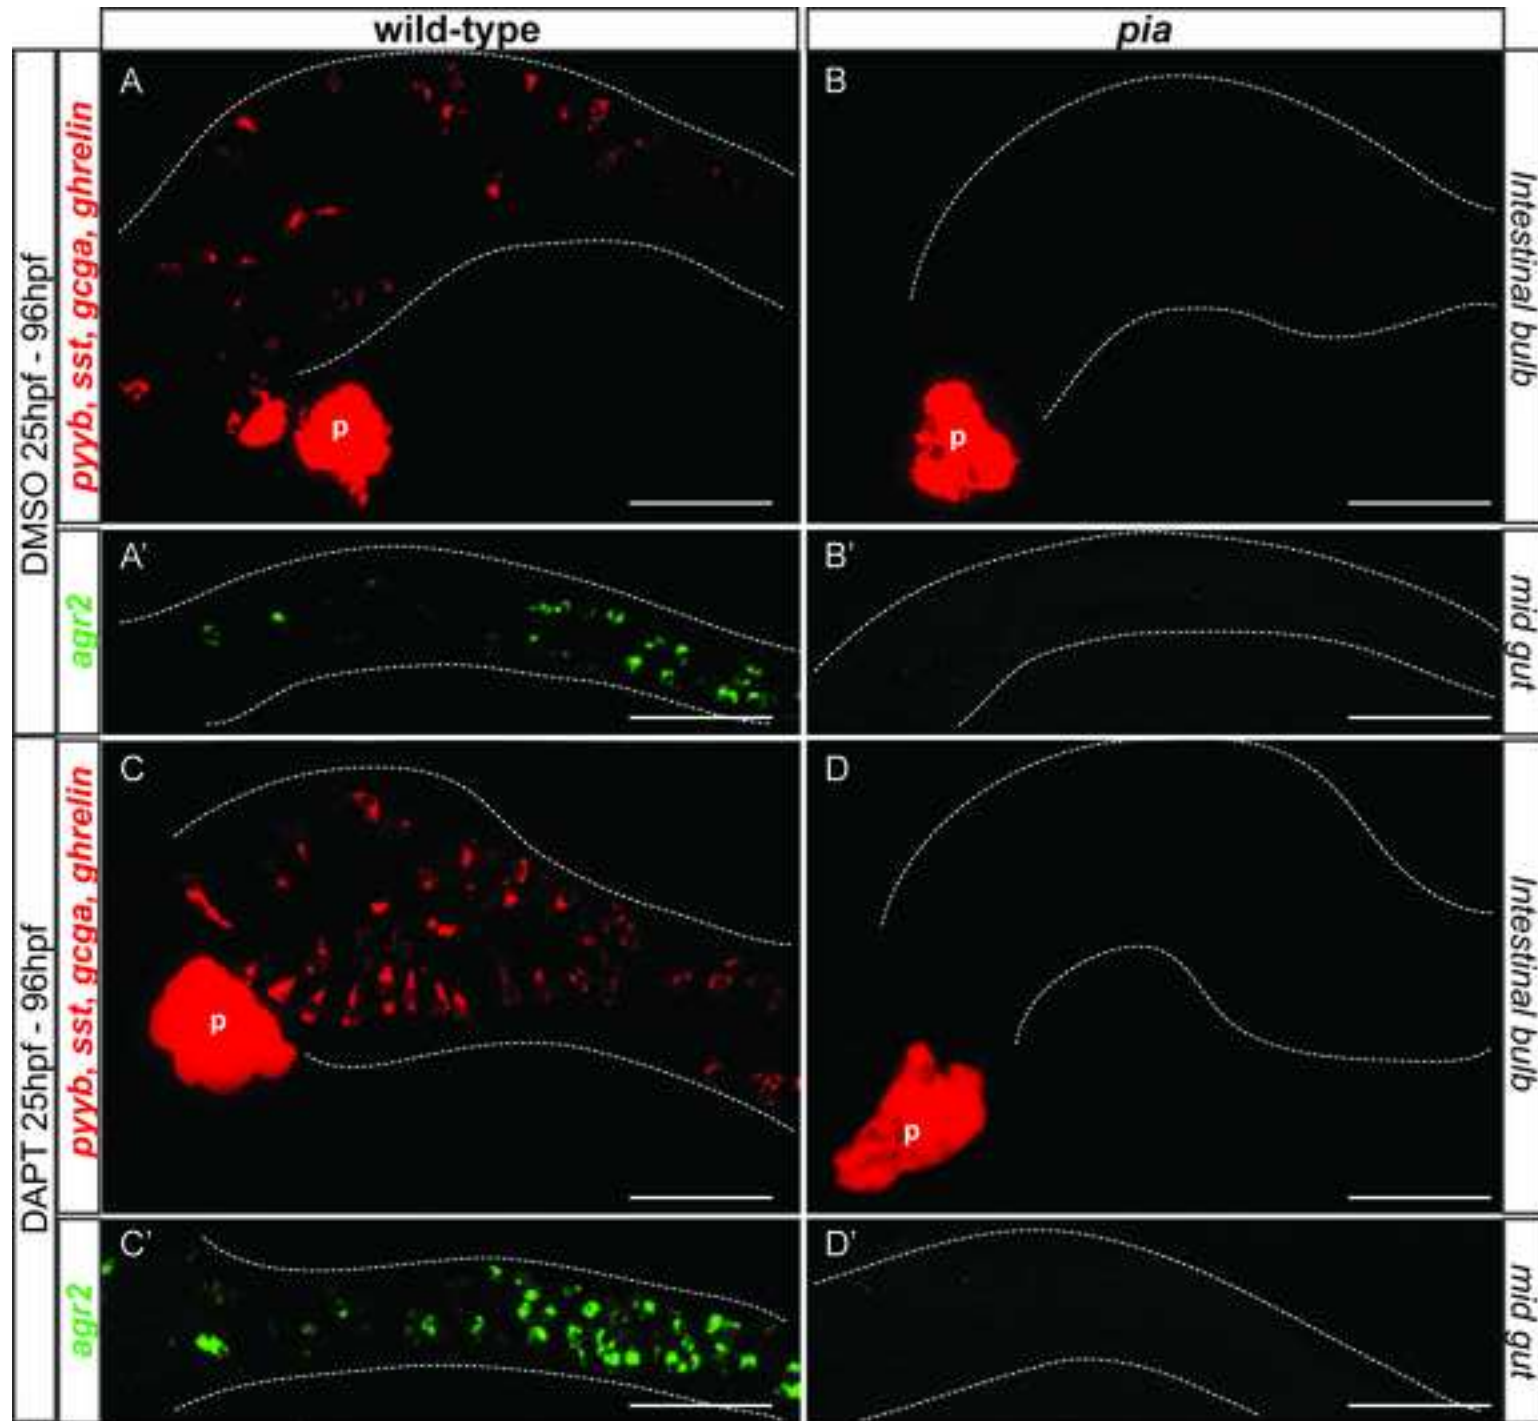 wild-type
pia
DMSO 25hpf - 96hpf
pyyb, sst, gcga, ghrelin
A
p
B
p
Intestinal bulb
agr2
A'
B'
mid gut
DAPT 25hpf - 96hpf
pyyb, sst, gcga, ghrelin
C
p
D
p
Intestinal bulb
agr2
C'
D'
mid gut